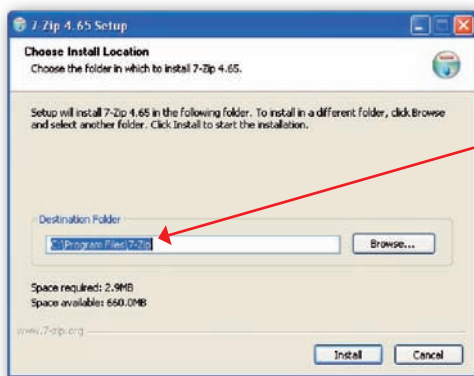 7-Zip 4.65 Setup
Choose Install Location
Choose the folder in which to install 7-Zip 4.65.
Setup will install 7-Zip 4.65 in the following folder. To install in a different folder, click Browse
and select another folder. Click Install to start the installation.
Destination Folder
C:\Program Files\7-Zip
Browse...
Space required: 2.9MB
Space available: 660.0MB
www.7-zip.org
Install Cancel